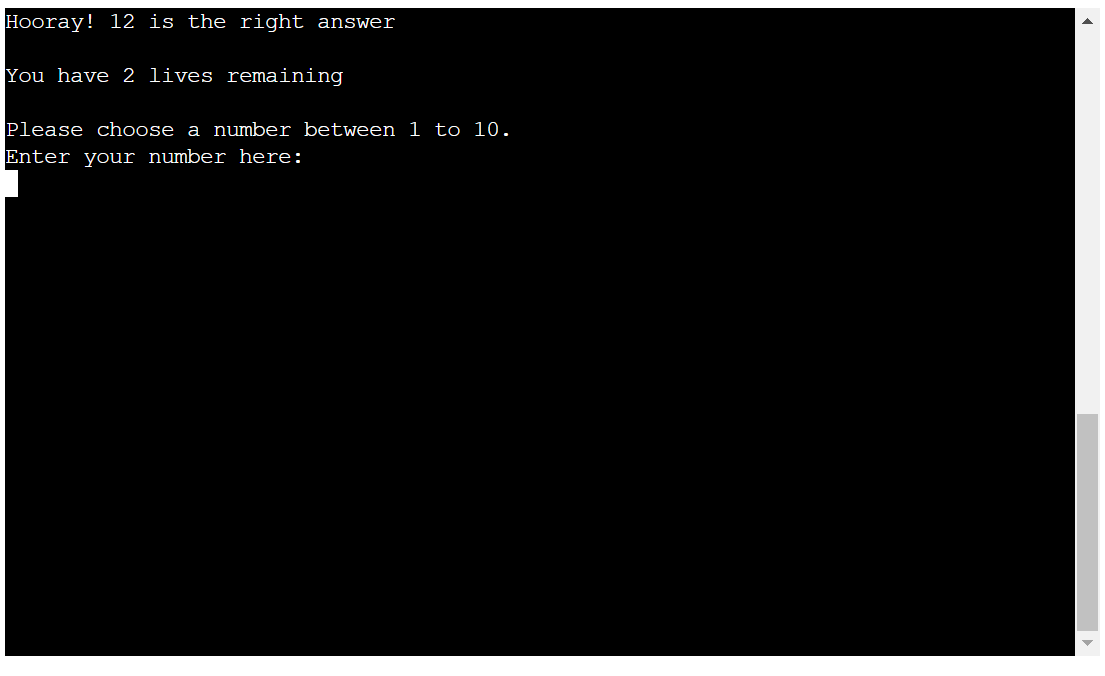 Hooray! 12 is the right answer
You have 2 lives remaining
Please choose a number between 1 to 10.
Enter your number here: